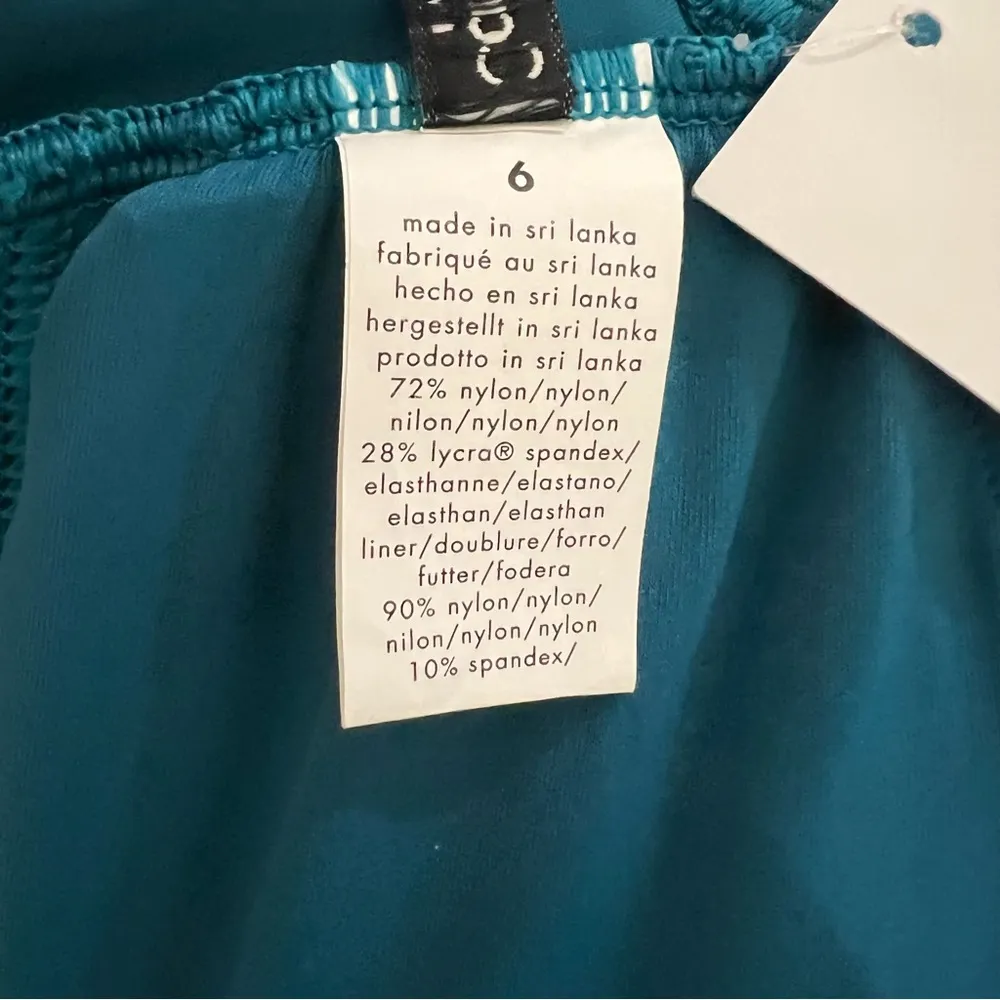 6
made in sri lanka
fabriqué au sri lanka
hecho en sri lanka
hergestellt in sri lanka
prodotto in sri lanka
72% nylon/nylon/
nilon/nylon/nylon
28% lycra® spandex/
elasthanne/elastano/
elasthan/elasthan
liner/doublure/forro/
futter/fodera
90% nylon/nylon/
nilon/nylon/nylon
10% spandex/